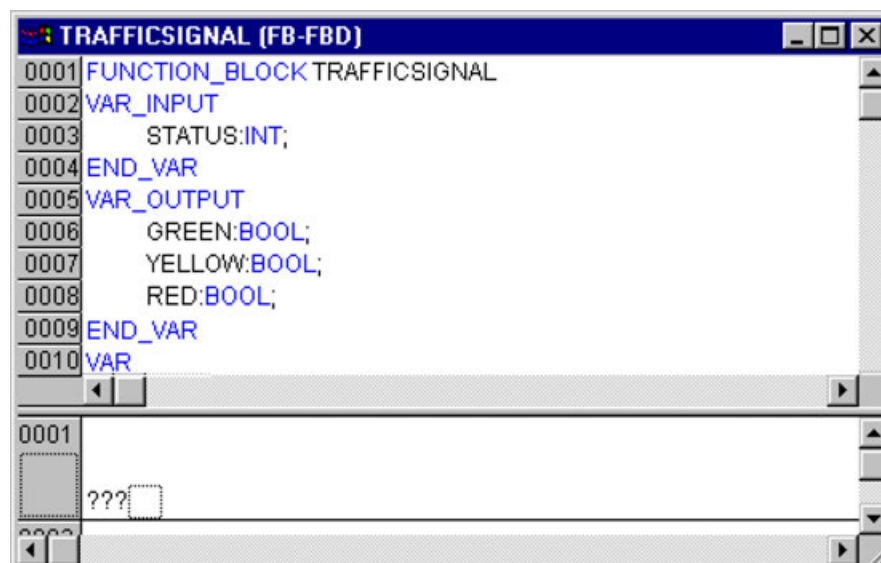 TRAFFICSIGNAL (FB-FBD)
0001 FUNCTION_BLOCK TRAFFICSIGNAL
0002 VAR_INPUT
0003 STATUS:INT;
0004 END_VAR
0005 VAR_OUTPUT
0006 GREEN:BOOL;
0007 YELLOW:BOOL;
0008 RED:BOOL;
0009 END_VAR
0010 VAR
0001
???